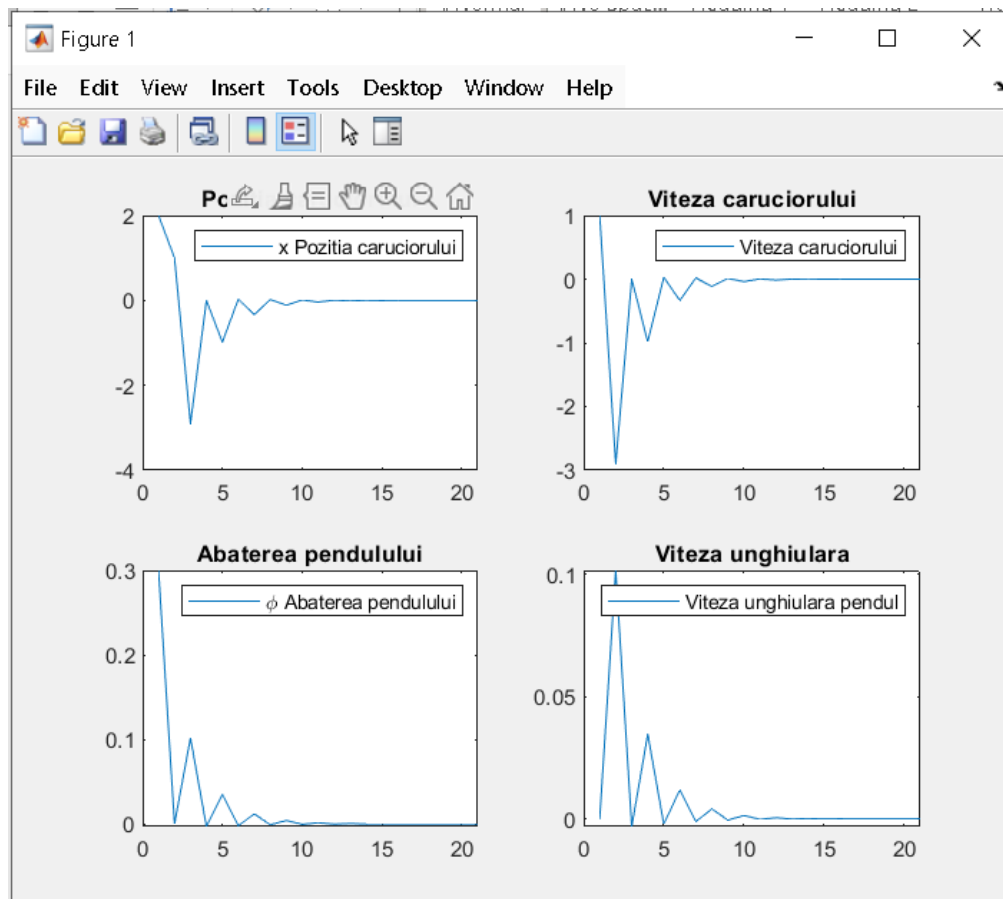 Figure 1
File Edit View Insert Tools Desktop Window Help
Viteza caruciorului
2
0
-2
-4
x Pozitia caruciorului
0 5 10 15 20
1
0
-1
-2
-3
Viteza caruciorului
0 5 10 15 20
Abaterea pendulului
Viteza unghiulara
0.3
0.2
0.1
0
ϕ Abaterea pendulului
0 5 10 15 20
0.1
0.05
0
Viteza unghiulara pendul
0 5 10 15 20